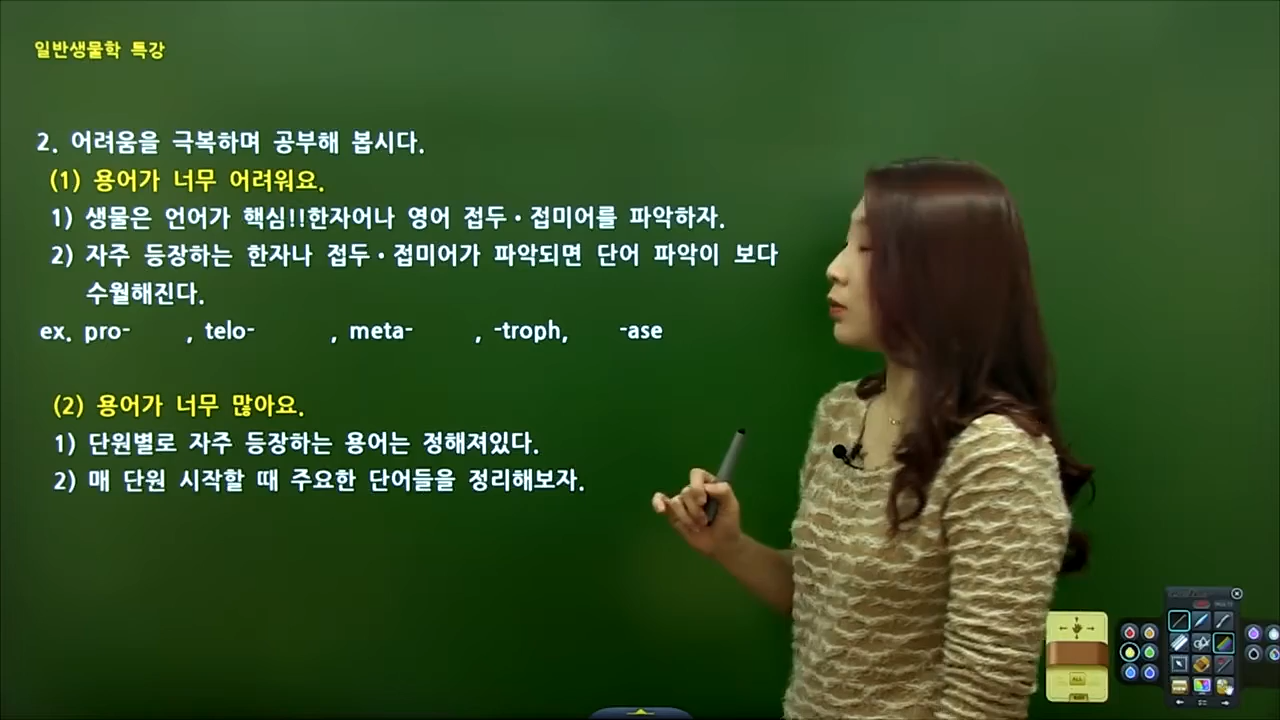 일반생물학 특강
2. 어려움을 극복하며 공부해 봅시다.
(1) 용어가 너무 어려워요.
1) 생물은 언어가 핵심!!한자어나 영어 접두·접미어를 파악하자.
2) 자주 등장하는 한자나 접두·접미어가 파악되면 단어 파악이 보다
수월해진다.
ex. pro- , telo- , meta- , -troph, -ase
(2) 용어가 너무 많아요.
1) 단원별로 자주 등장하는 용어는 정해져있다.
2) 매 단원 시작할 때 주요한 단어들을 정리해보자.
ALL